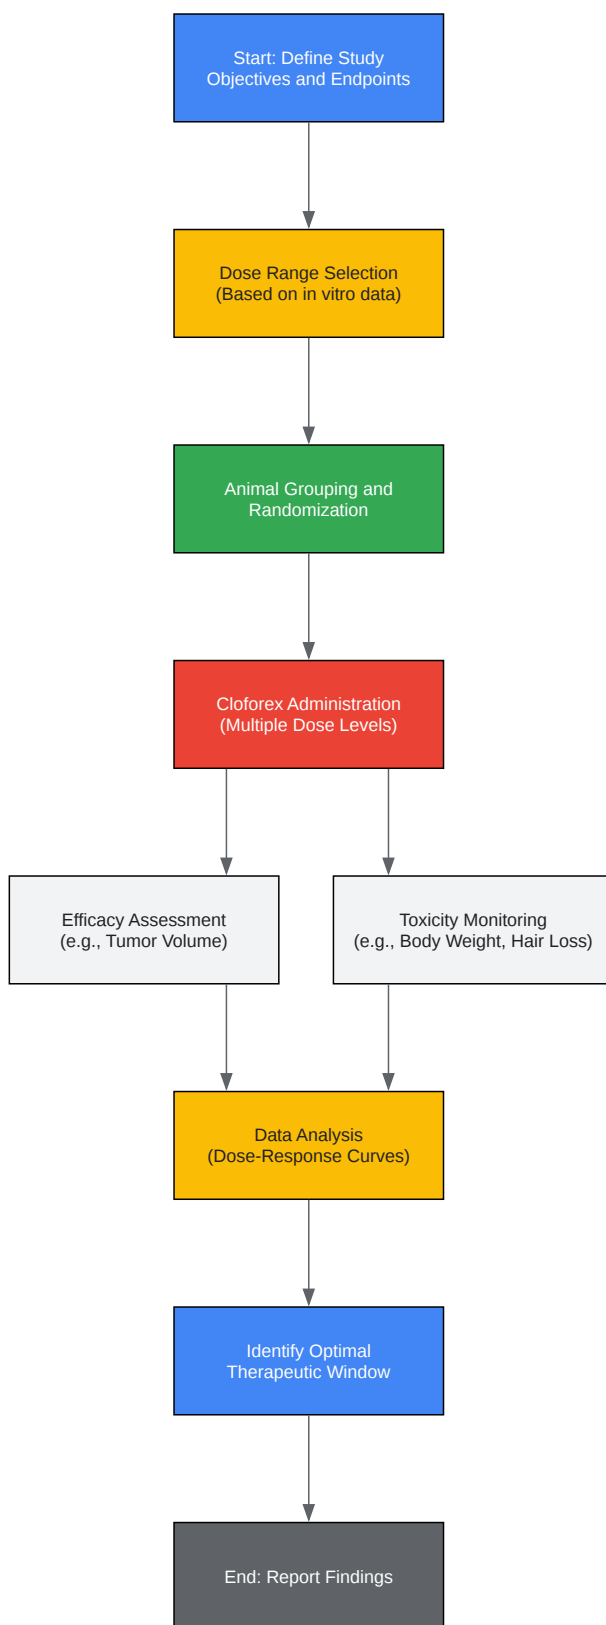 Start: Define Study
Objectives and Endpoints
Dose Range Selection
(Based on in vitro data)
Animal Grouping and
Randomization
Cloforex Administration
(Multiple Dose Levels)
Efficacy Assessment
(e.g., Tumor Volume)
Toxicity Monitoring
(e.g., Body Weight, Hair Loss)
Data Analysis
(Dose-Response Curves)
Identify Optimal
Therapeutic Window
End: Report Findings